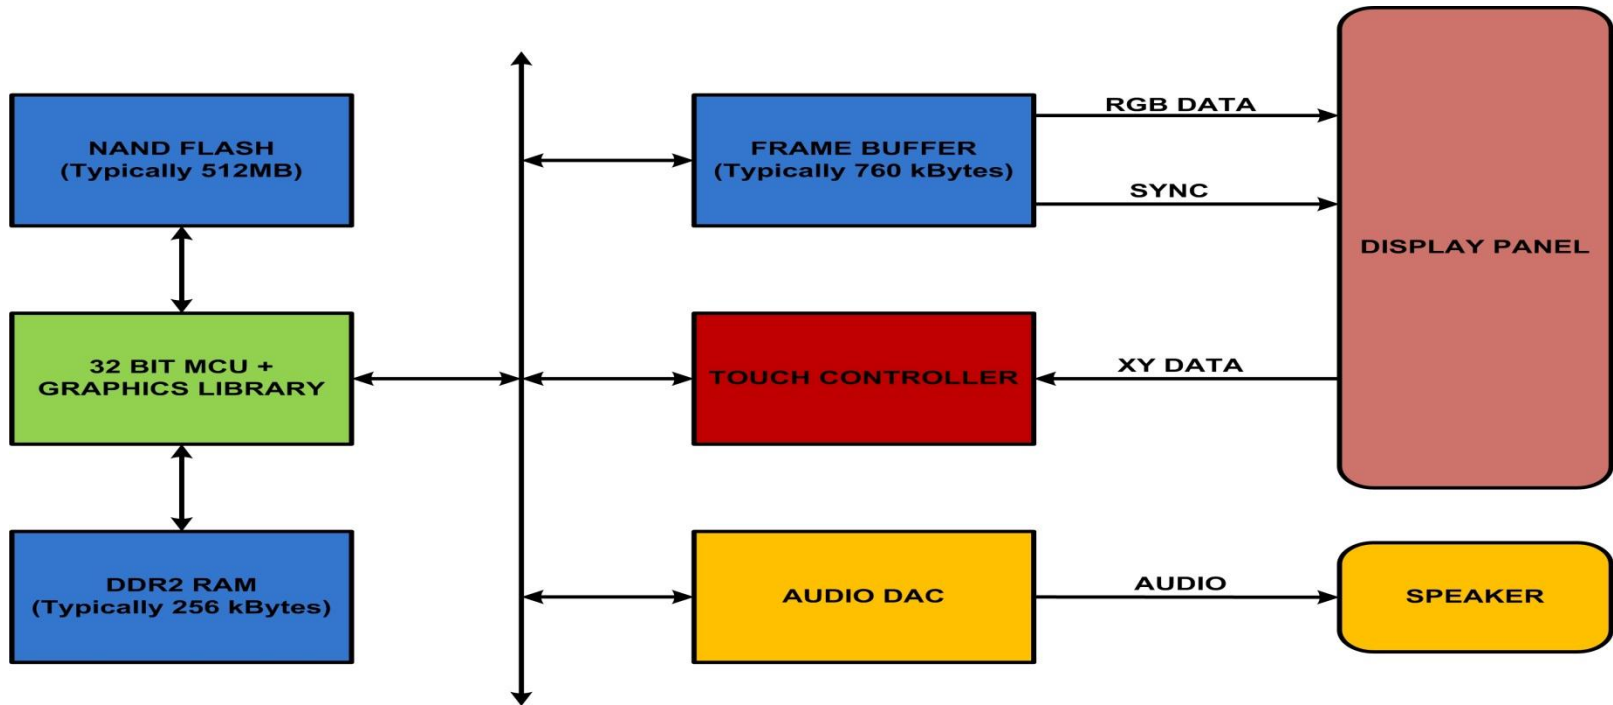 NAND FLASH
(Typically 512MB)
32 BIT MCU +
GRAPHICS LIBRARY
DDR2 RAM
(Typically 256 kBytes)
FRAME BUFFER
(Typically 760 kBytes)
TOUCH CONTROLLER
AUDIO DAC
RGB DATA
SYNC
XY DATA
AUDIO
DISPLAY PANEL
SPEAKER